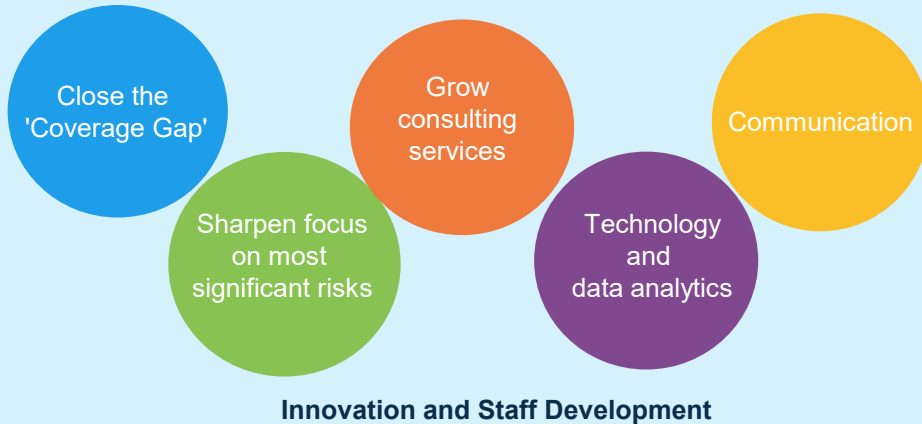 Close the
'Coverage Gap'
Sharpen focus
on most
significant risks
Grow
consulting
services
Technology
and
data analytics
Communication
Innovation and Staff Development